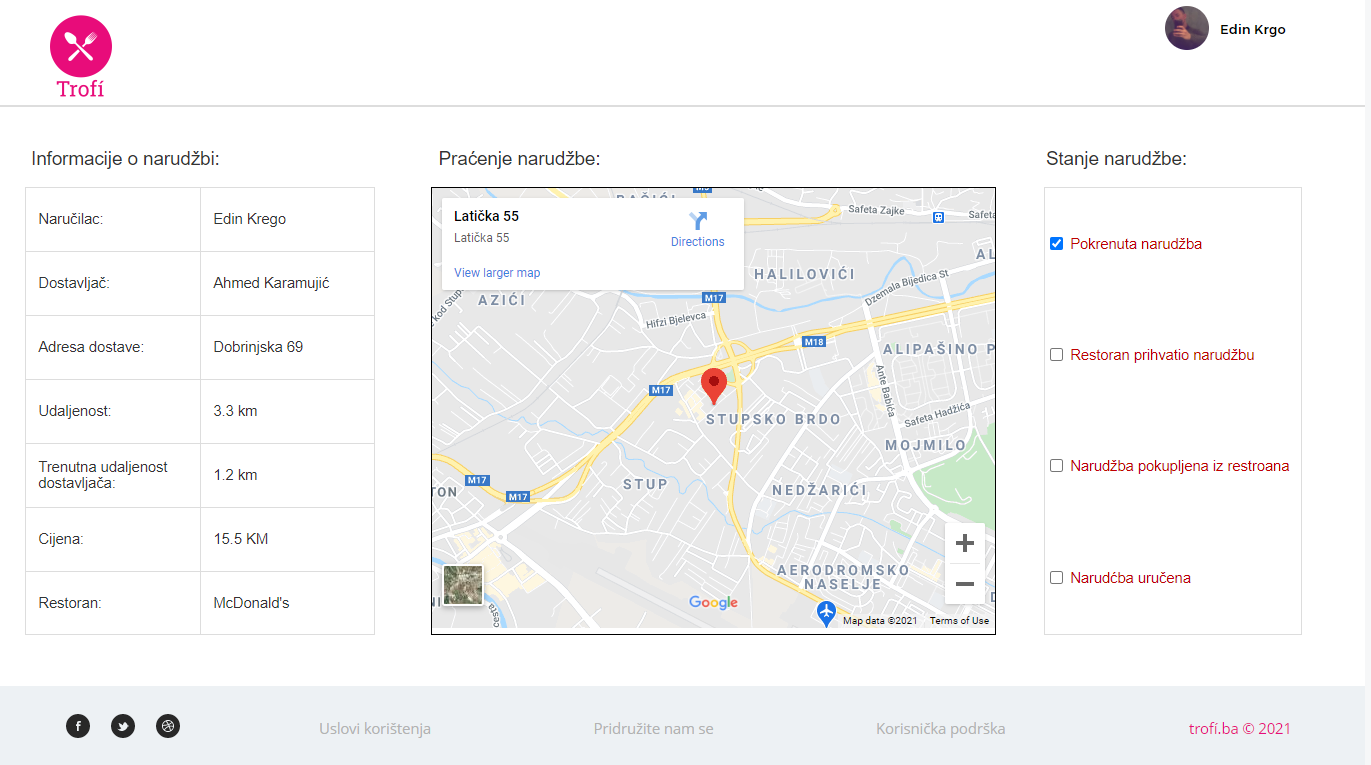 Trofí
Edin Krgo
Informacije o narudžbi:
Naručilac:
Edin Krego
Dostavljač:
Ahmed Karamujić
Adresa dostave:
Dobrinjska 69
Udaljenost:
3.3 km
Trenutna udaljenost
dostavljača:
1.2 km
Cijena:
15.5 KM
Restoran:
McDonald's
Praćenje narudžbe:
Latička 55
Latička 55
Directions
View larger map
Safeta Zajke
HALILOVIĆI
Dzemala Bijedica St
AZIĆI
M17
Hifzi Bjelevca
M18
ALIPAŠINO P
M17
Ante Babića
STUPSKO BRDO
Safeta Hadžića
MOJMILO
M17
STUP
NEDŽARIĆI
M17
AERODROMSKO
NASELJE
Google
Map data ©2021
Terms of Use
Stanje narudžbe:
Pokrenuta narudžba
Restoran prihvatio narudžbu
Narudžba pokupljena iz restroana
Narudćba uručena
Uslovi korištenja
Pridružite nam se
Korisnička podrška
trofí.ba © 2021